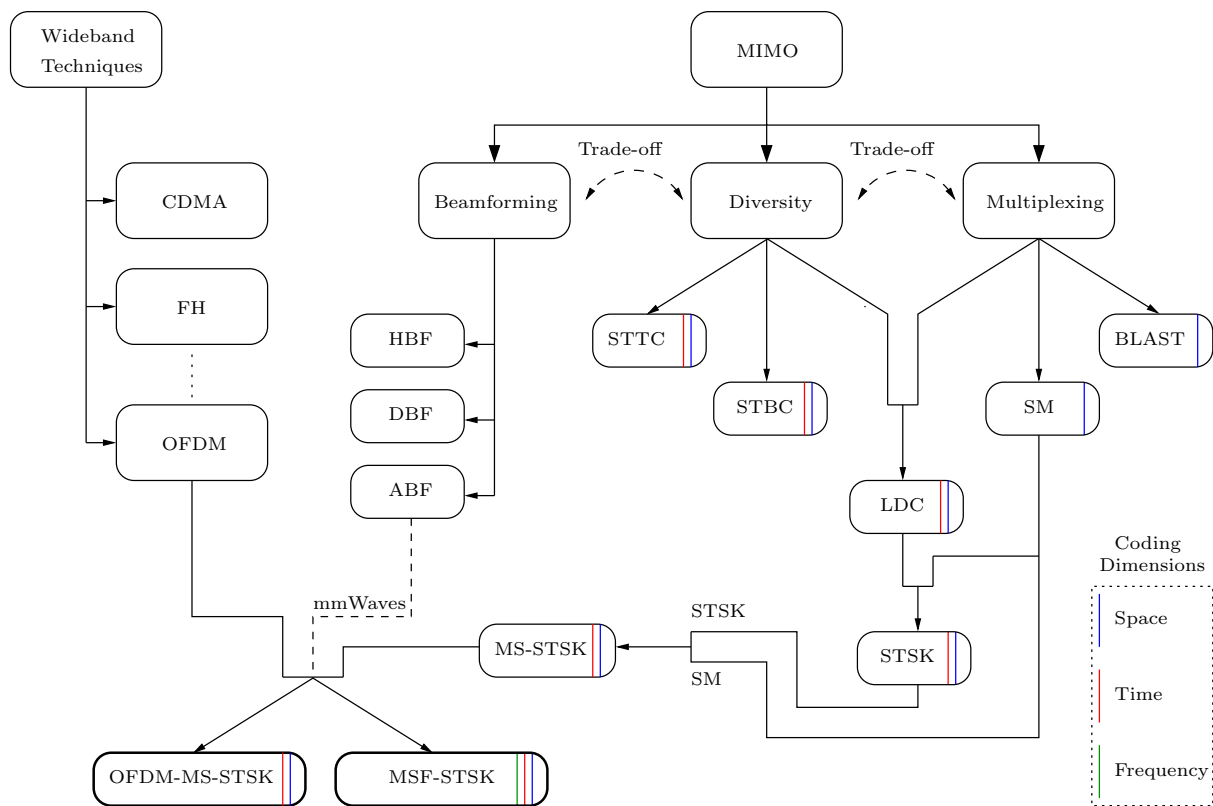 Wideband
Techniques
MIMO
Trade-off
Trade-off
CDMA
Beamforming
Diversity
Multiplexing
FH
HBF
STTC
BLAST
DBF
STBC
SM
OFDM
ABF
LDC
Coding
Dimensions
mmWaves
STSK
Space
MS-STSK
STSK
SM
Time
OFDM-MS-STSK
MSF-STSK
Frequency